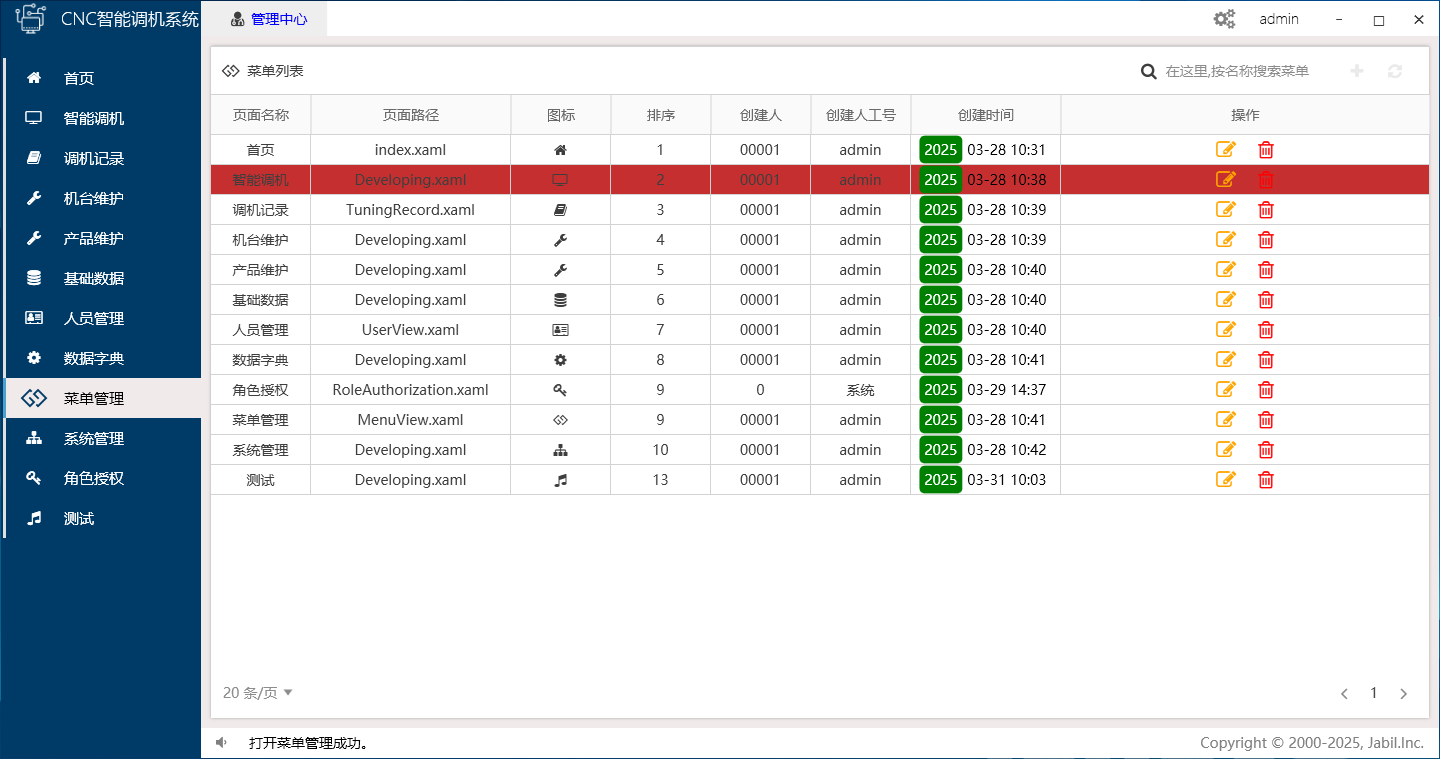 CNC智能调机系统
管理中心
admin
首页
智能调机
调机记录
机台维护
产品维护
基础数据
人员管理
数据字典
菜单管理
系统管理
角色授权
测试
菜单列表
在这里,按名称搜索菜单
页面名称 页面路径 图标 排序 创建人 创建人工号 创建时间 操作
首页 index.xaml 1 00001 admin 2025 03-28 10:31
智能调机 Developing.xaml 2 00001 admin 2025 03-28 10:38
调机记录 TuningRecord.xaml 3 00001 admin 2025 03-28 10:39
机台维护 Developing.xaml 4 00001 admin 2025 03-28 10:39
产品维护 Developing.xaml 5 00001 admin 2025 03-28 10:40
基础数据 Developing.xaml 6 00001 admin 2025 03-28 10:40
人员管理 UserView.xaml 7 00001 admin 2025 03-28 10:40
数据字典 Developing.xaml 8 00001 admin 2025 03-28 10:41
角色授权 RoleAuthorization.xaml 9 0 系统 2025 03-29 14:37
菜单管理 MenuView.xaml 9 00001 admin 2025 03-28 10:41
系统管理 Developing.xaml 10 00001 admin 2025 03-28 10:42
测试 Developing.xaml 13 00001 admin 2025 03-31 10:03
20 条/页
1
打开菜单管理成功。
Copyright © 2000-2025, Jabil.Inc.